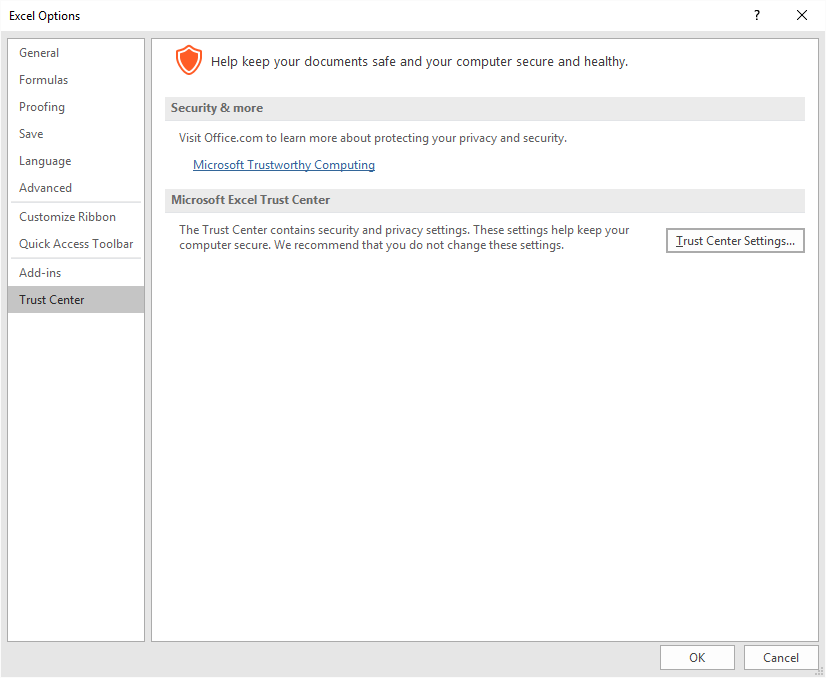 Excel Options
?
General
Formulas
Proofing
Save
Language
Advanced
Customize Ribbon
Quick Access Toolbar
Add-ins
Trust Center
Help keep your documents safe and your computer secure and healthy.
Security & more
Visit Office.com to learn more about protecting your privacy and security.
Microsoft Trustworthy Computing
Microsoft Excel Trust Center
The Trust Center contains security and privacy settings. These settings help keep your
computer secure. We recommend that you do not change these settings.
Trust Center Settings...
OK
Cancel